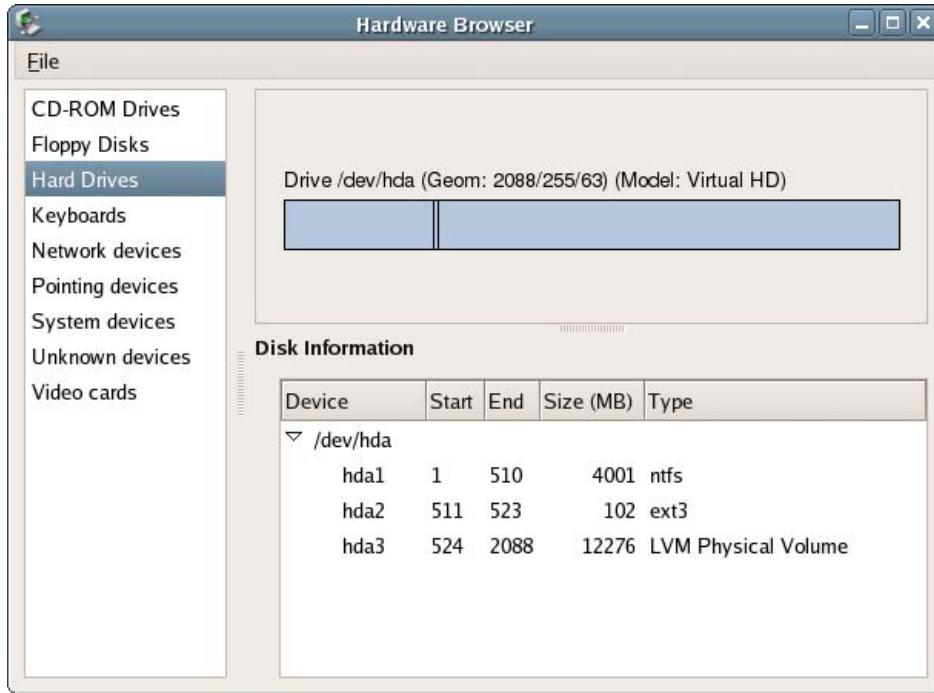 Hardware Browser
File
CD-ROM Drives
Floppy Disks
Hard Drives
Keyboards
Network devices
Pointing devices
System devices
Unknown devices
Video cards
Drive /dev/hda (Geom: 2088/255/63) (Model: Virtual HD)
Disk Information
Device Start End Size (MB) Type
/dev/hda
hda1 1 510 4001 ntfs
hda2 511 523 102 ext3
hda3 524 2088 12276 LVM Physical Volume